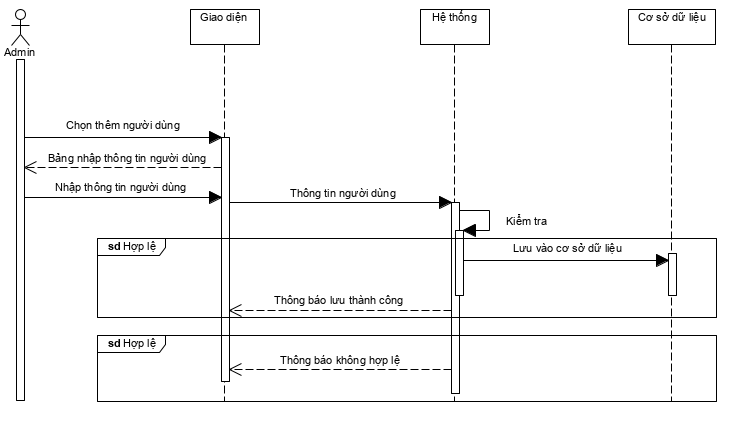 Giao diện
Hệ thống
Cơ sở dữ liệu
Admin
Chọn thêm người dùng
Bảng nhập thông tin người dùng
Nhập thông tin người dùng
Thông tin người dùng
Kiểm tra
sd Hợp lệ
Lưu vào cơ sở dữ liệu
Thông báo lưu thành công
sd Hợp lệ
Thông báo không hợp lệ